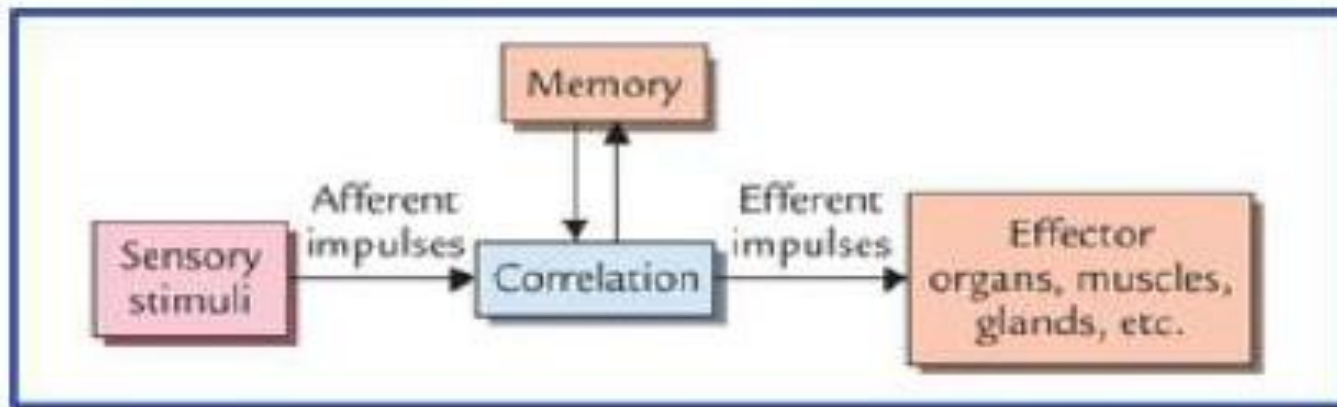 Memory
Afferent
impulses
Efferent
impulses
Sensory
stimuli
Correlation
Effector
organs, muscles,
glands, etc.